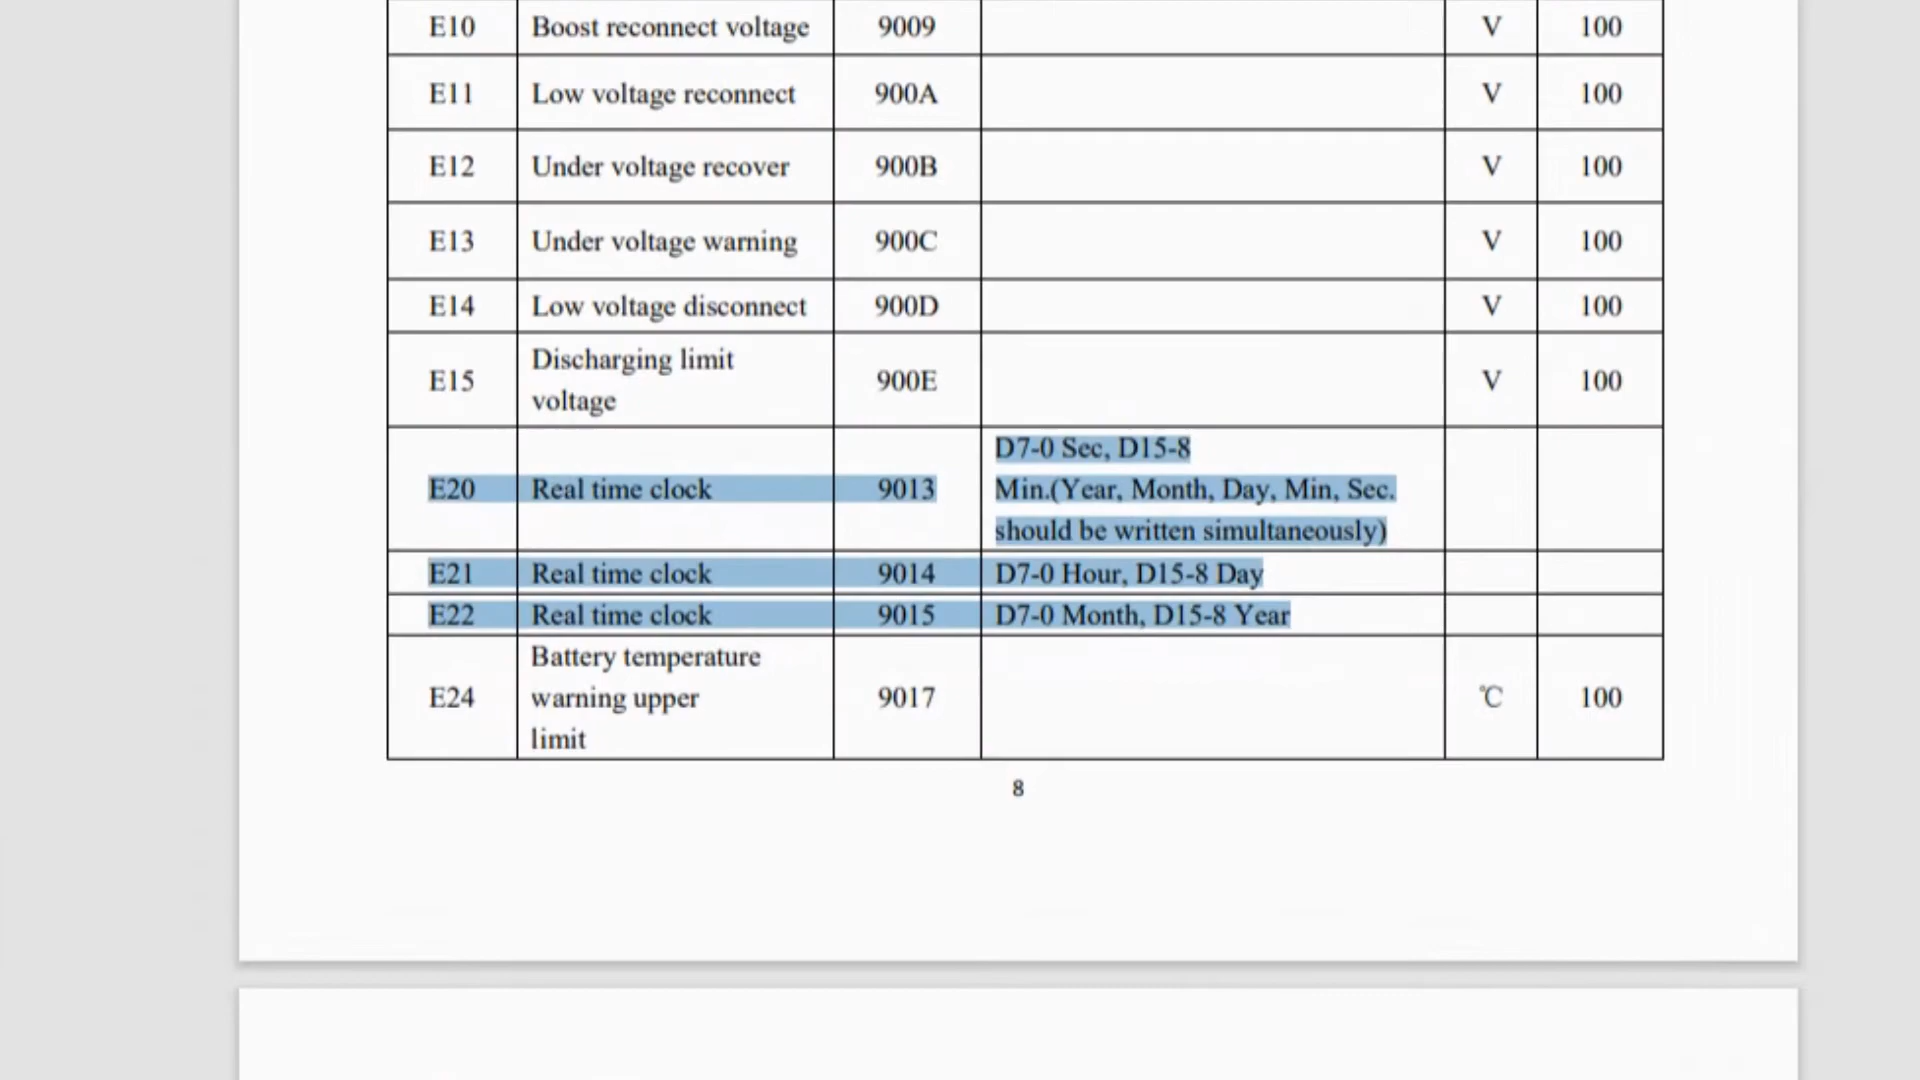 E10 Boost reconnect voltage 9009 V 100
E11 Low voltage reconnect 900A V 100
E12 Under voltage recover 900B V 100
E13 Under voltage warning 900C V 100
E14 Low voltage disconnect 900D V 100
E15 Discharging limit voltage 900E V 100
D7-0 Sec, D15-8
E20 Real time clock 9013 Min.(Year, Month, Day, Min, Sec.
should be written simultaneously)
E21 Real time clock 9014 D7-0 Hour, D15-8 Day
E22 Real time clock 9015 D7-0 Month, D15-8 Year
Battery temperature
E24 warning upper 9017 ℃ 100
limit
8